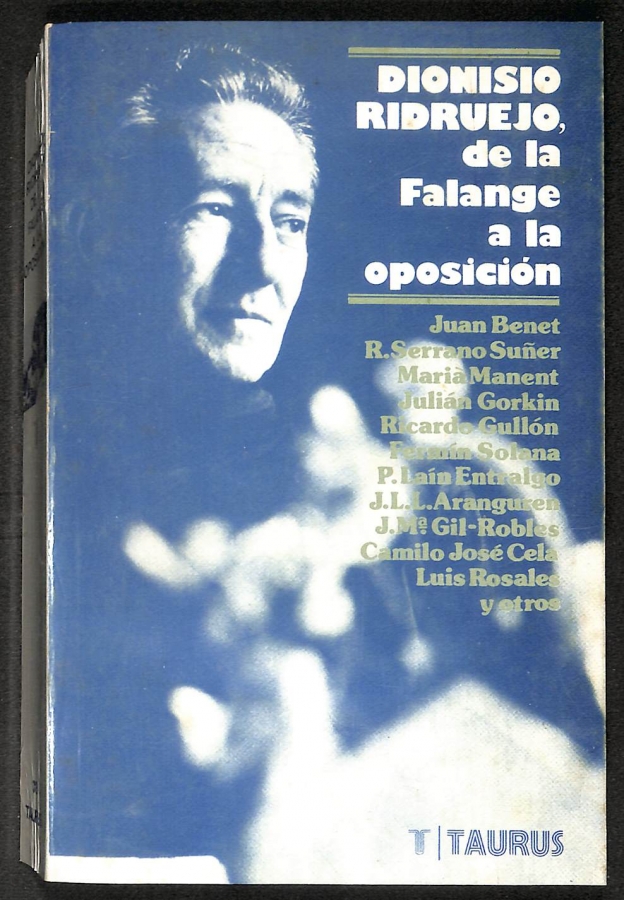 DIONISIO
RIDRUEJO,
de la
Falange
a la
oposición
Juan Benet
R. Serrano Suñer
Marià Manent
Julián Gorkin
Ricardo Gullón
Fermín Solana
P. Laín Entralgo
J.L.L. Aranguren
J.Mª. Gil-Robles
Camilo José Cela
Luis Rosales
y otros
T | TAURUS